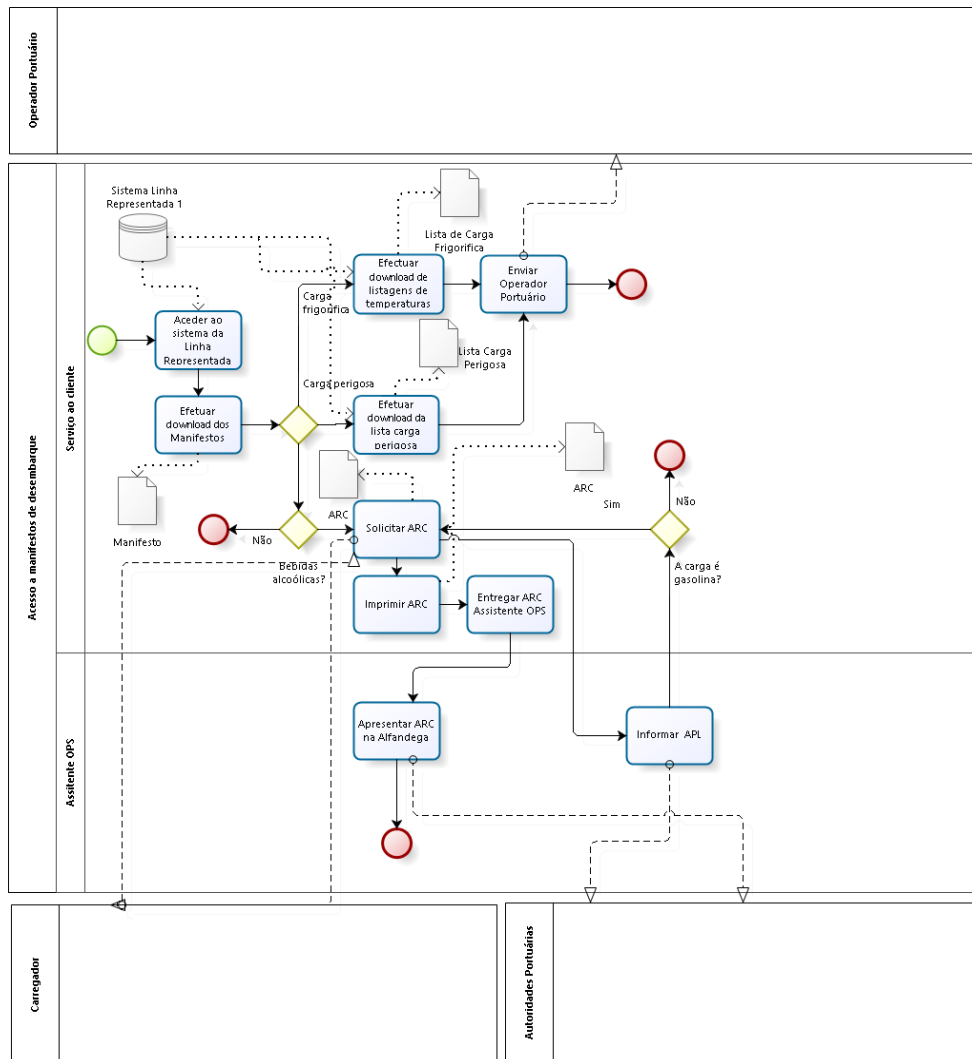 Operador Portuário
Acesso a manifestos de desembarque
Serviço ao cliente
Sistema Linha
Representada 1
Lista de Carga
Frigorifica
Efectuar
download de
listagens de
temperaturas
Enviar
Operador
Portuário
Carga
frigorifica
Aceder ao
sistema da
Linha
Representada
Lista Carga
Perigosa
Carga perigosa
Efetuar
download dos
Manifestos
Efetuar
download da
lista carga
perigosa
Manifesto
ARC
ARC
Sim
Não
Solicitar ARC
Não
Bebidas
alcoólicas?
A carga é
gasolina?
Imprimir ARC
Entregar ARC
Assistente OPS
Assitente OPS
Apresentar ARC
na Alfandega
Informar APL
Carregador
Autoridades Portuárias